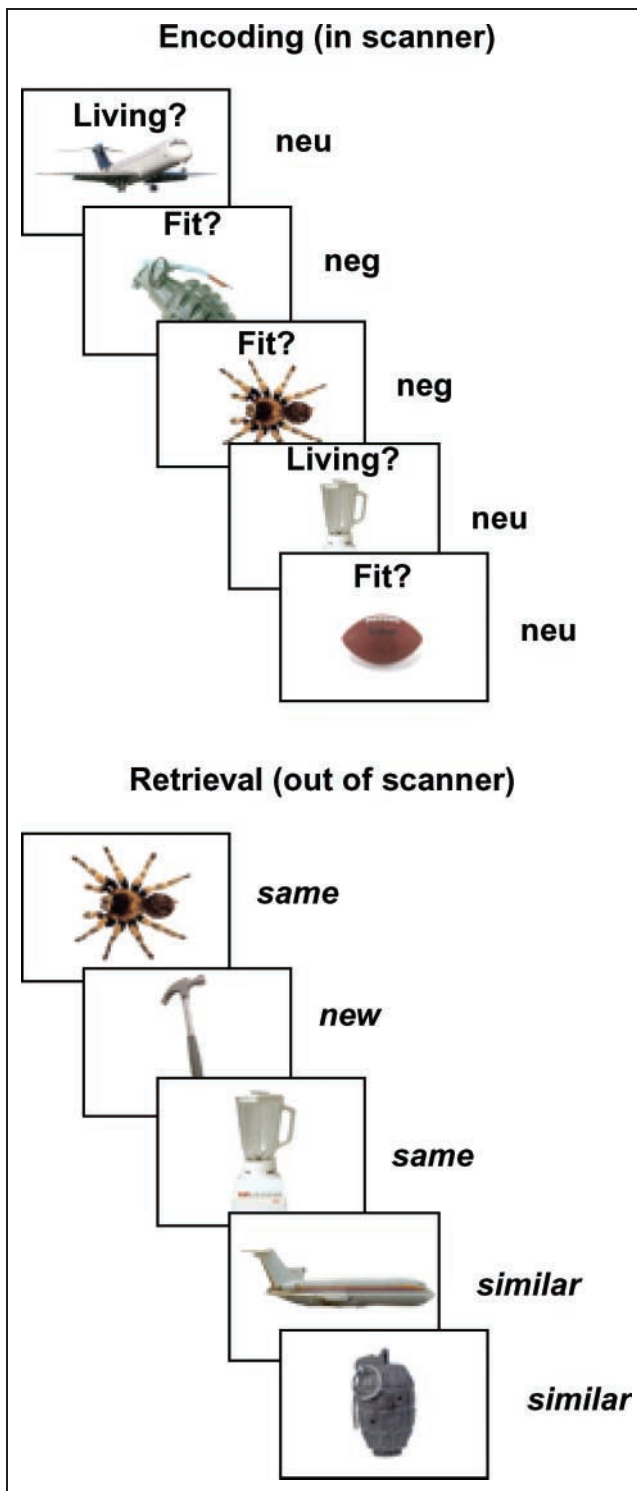 Encoding (in scanner)
Living?
neu
Fit?
neg
Fit?
neg
Living?
neu
Fit?
neu
Retrieval (out of scanner)
same
new
same
similar
similar